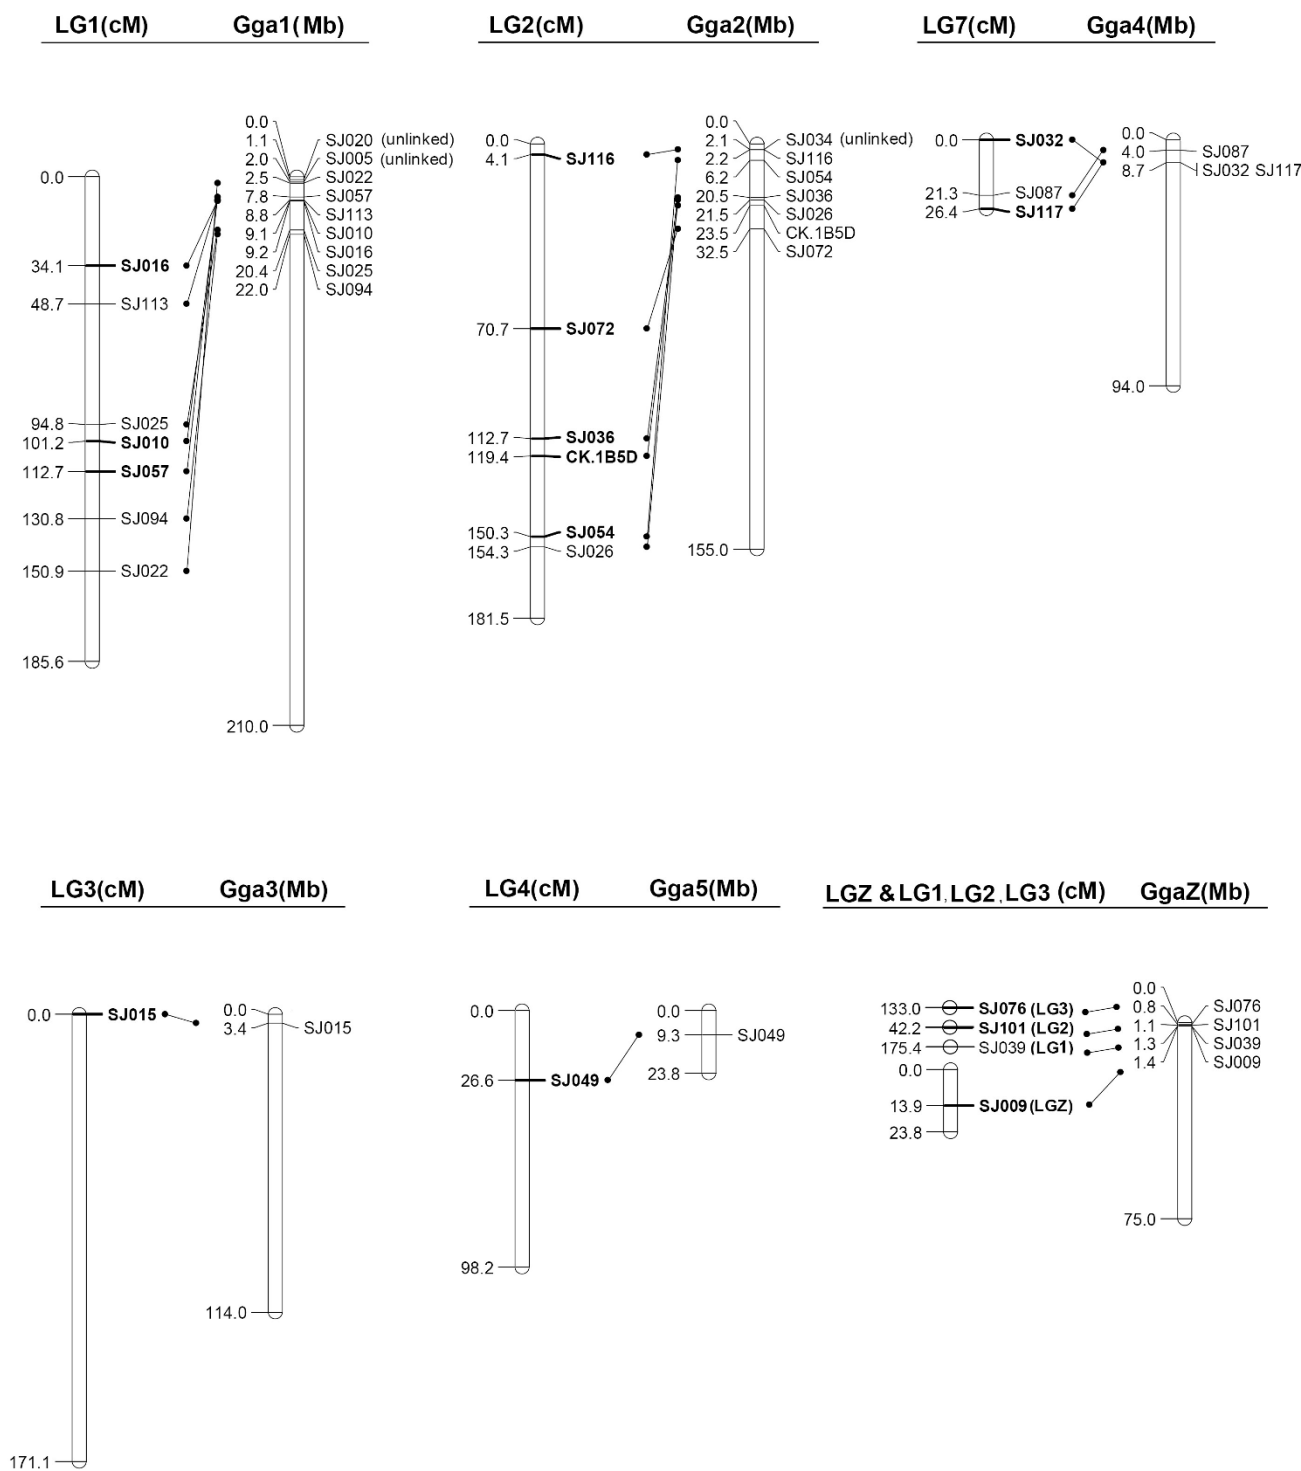 LG1(cM) Gga1(Mb)
0.0
34.1 SJ016
48.7 SJ113
94.8 SJ025
101.2 SJ010
112.7 SJ057
130.8 SJ094
150.9 SJ022
185.6
0.0
1.1 SJ020 (unlinked)
2.0 SJ005 (unlinked)
2.5 SJ022
7.8 SJ057
8.8 SJ113
9.1 SJ010
9.2 SJ016
20.4 SJ025
22.0 SJ094
210.0
LG2(cM) Gga2(Mb)
0.0
4.1 SJ116
70.7 SJ072
112.7 SJ036
119.4 CK.1B5D
150.3 SJ054
154.3 SJ026
181.5
0.0
2.1 SJ034 (unlinked)
2.2 SJ116
6.2 SJ054
20.5 SJ036
21.5 SJ026
23.5 CK.1B5D
32.5 SJ072
155.0
LG7(cM) Gga4(Mb)
0.0 SJ032
21.3 SJ087
26.4 SJ117
0.0
4.0 SJ087
8.7 SJ032 SJ117
94.0
LG3(cM) Gga3(Mb)
0.0 SJ015
171.1
0.0
3.4 SJ015
114.0
LG4(cM) Gga5(Mb)
0.0
26.6 SJ049
98.2
0.0
9.3 SJ049
23.8
LGZ & LG1, LG2, LG3 (cM) GgaZ(Mb)
133.0 SJ076 (LG3)
42.2 SJ101 (LG2)
175.4 SJ039 (LG1)
0.0
13.9 SJ009 (LGZ)
23.8
0.0
0.8 SJ076
1.1 SJ101
1.3 SJ039
1.4 SJ009
75.0